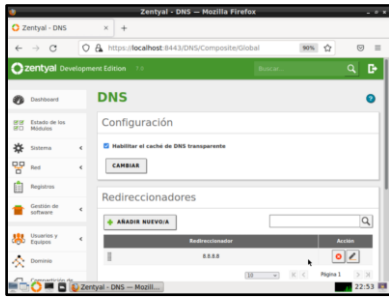 Zentyal - DNS — Mozilla Firefox
Zentyal - DNS
https://localhost:8443/DNS/Composite/Global
90%
zentyal Development Edition
Buscar...
Dashboard
Estado de los Módulos
Sistema
Red
Registros
Gestión de software
Usuarios y Equipos
Dominio
DNS
Configuración
Habilitar el caché de DNS transparente
CAMBIAR
Redireccionadores
AÑADIR NUEVO/A
Redireccionador
Acción
8.8.8.8
10
Página 1
Zentyal - DNS — Mozill...
22:53